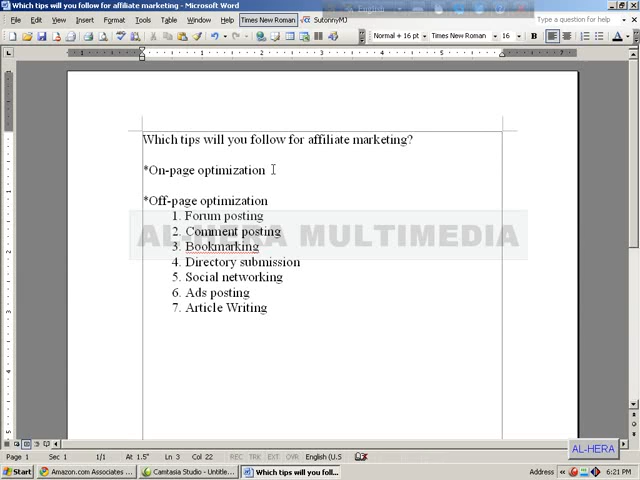 Which tips will you follow for affiliate marketing - Microsoft Word
English
File Edit View Insert Format Tools Table Window Help Times New Roman SutonnyMJ Type a question for help
Normal + 16 pt Times New Roman 16 B
Which tips will you follow for affiliate marketing?
*On-page optimization
*Off-page optimization
1. Forum posting
2. Comment posting
AL-HERA MULTIMEDIA
3. Bookmarking
4. Directory submission
5. Social networking
6. Ads posting
7. Article Writing
AL-HERA
Page 1 Sec 1 1/1 At 1.5" Ln 3 Col 22 REC TRK EXT OVR English (U.S
Start Amazon.com Associates ... Camtasia Studio - Untitle... Which tips will you foll... Address 6:21 PM